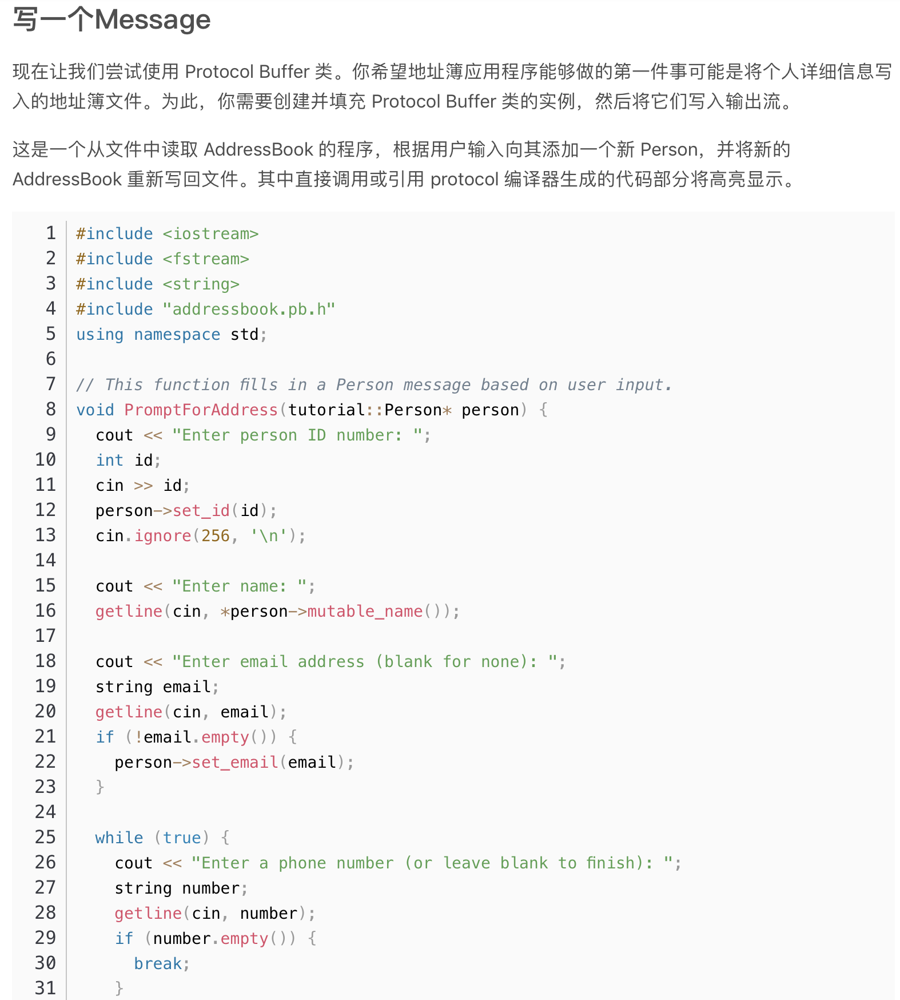 写一个Message
现在让我们尝试使用 Protocol Buffer 类。你希望地址簿应用程序能够做的第一件事可能是将个人详细信息写
入的地址簿文件。为此，你需要创建并填充 Protocol Buffer 类的实例，然后将它们写入输出流。
这是一个从文件中读取 AddressBook 的程序，根据用户输入向其添加一个新 Person，并将新的
AddressBook 重新写回文件。其中直接调用或引用 protocol 编译器生成的代码部分将高亮显示。
1 #include <iostream>
2 #include <fstream>
3 #include <string>
4 #include "addressbook.pb.h"
5 using namespace std;
6
7 // This function fills in a Person message based on user input.
8 void PromptForAddress(tutorial::Person* person) {
9   cout << "Enter person ID number: ";
10   int id;
11   cin >> id;
12   person->set_id(id);
13   cin.ignore(256, '\n');
14
15   cout << "Enter name: ";
16   getline(cin, *person->mutable_name());
17
18   cout << "Enter email address (blank for none): ";
19   string email;
20   getline(cin, email);
21   if (!email.empty()) {
22     person->set_email(email);
23   }
24
25   while (true) {
26     cout << "Enter a phone number (or leave blank to finish): ";
27     string number;
28     getline(cin, number);
29     if (number.empty()) {
30       break;
31     }